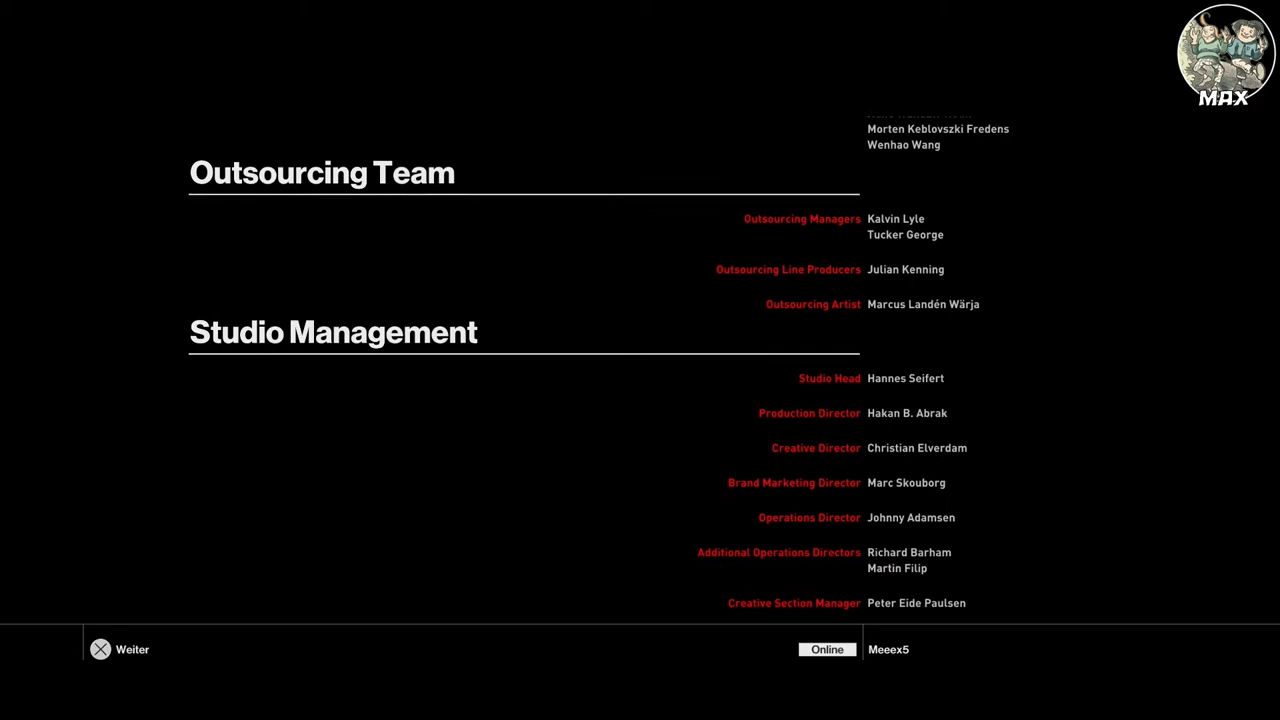 MAX
Morten Keblovszki Fredens
Wenhao Wang
Outsourcing Team
Outsourcing Managers Kalvin Lyle
Tucker George
Outsourcing Line Producers Julian Kenning
Outsourcing Artist Marcus Landén Wärja
Studio Management
Studio Head Hannes Seifert
Production Director Hakan B. Abrak
Creative Director Christian Elverdam
Brand Marketing Director Marc Skouborg
Operations Director Johnny Adamsen
Additional Operations Directors Richard Barham
Martin Filip
Creative Section Manager Peter Eide Paulsen
Weiter
Online Meeex5